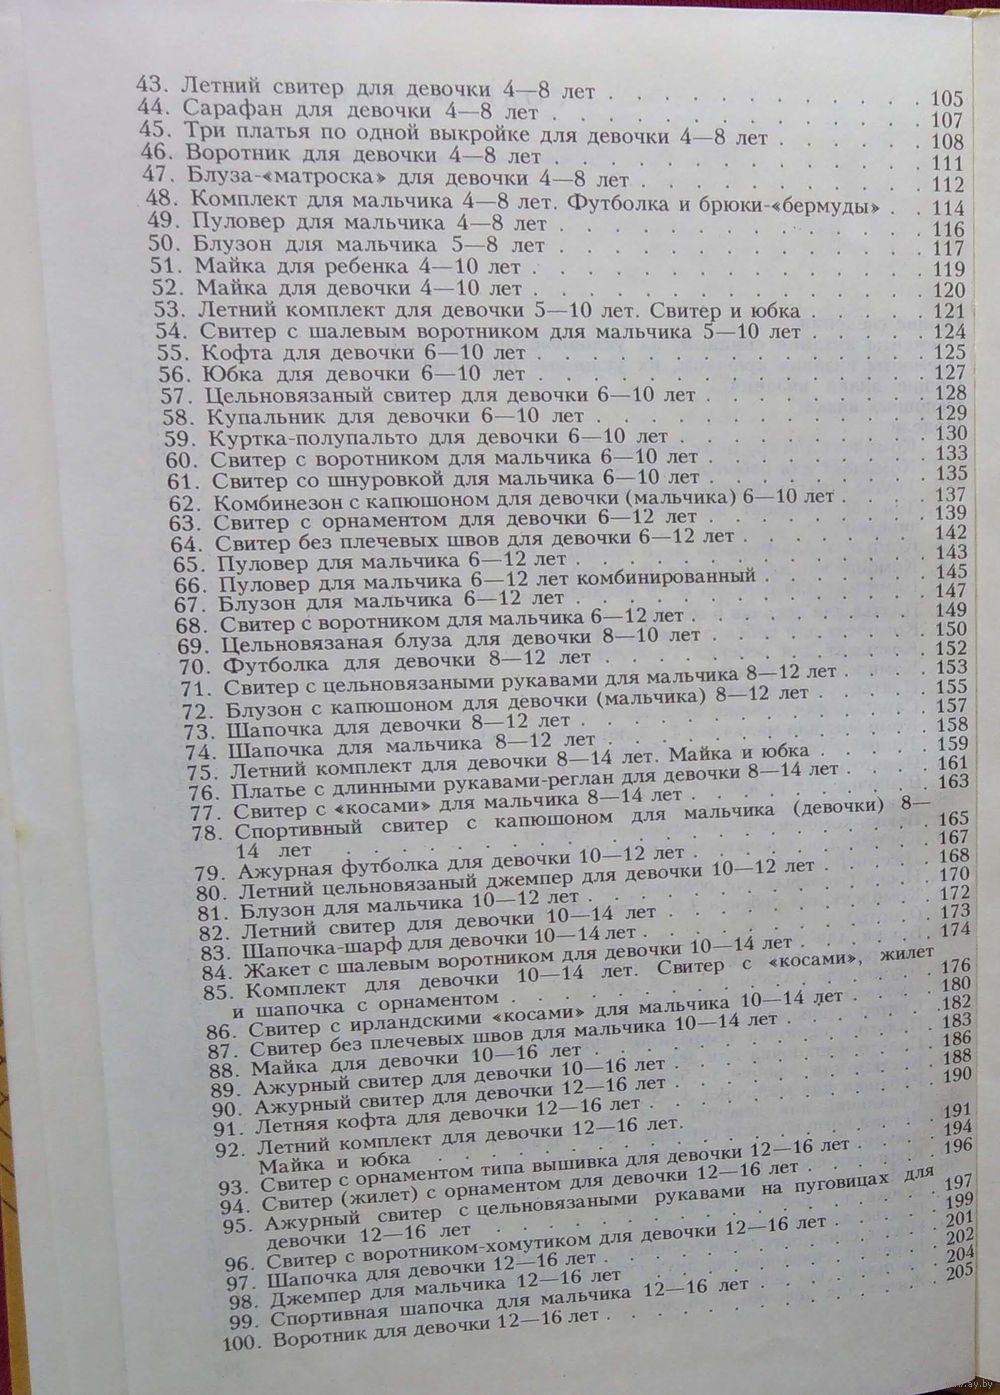 43. Летний свитер для девочки 4—8 лет . . . . . . . . . . . . 105
44. Сарафан для девочки 4—8 лет . . . . . . . . . . . . . . 107
45. Три платья по одной выкройке для девочки 4—8 лет . . . . . . 108
46. Воротник для девочки 4—8 лет . . . . . . . . . . . . . . 111
47. Блуза-«матроска» для девочки 4—8 лет . . . . . . . . . . . 112
48. Комплект для мальчика 4—8 лет. Футболка и брюки-«бермуды» . . 114
49. Пуловер для мальчика 4—8 лет . . . . . . . . . . . . . . 116
50. Блузон для мальчика 5—8 лет . . . . . . . . . . . . . . 117
51. Майка для ребенка 4—10 лет . . . . . . . . . . . . . . . 119
52. Майка для девочки 4—10 лет . . . . . . . . . . . . . . . 120
53. Летний комплект для девочки 5—10 лет. Свитер и юбка . . . . . 121
54. Свитер с шалевым воротником для мальчика 5—10 лет . . . . . 124
55. Кофта для девочки 6—10 лет . . . . . . . . . . . . . . . 125
56. Юбка для девочки 6—10 лет . . . . . . . . . . . . . . . 127
57. Цельновязаный свитер для девочки 6—10 лет . . . . . . . . . 128
58. Купальник для девочки 6—10 лет . . . . . . . . . . . . . 129
59. Куртка-полупальто для девочки 6—10 лет . . . . . . . . . . 130
60. Свитер с воротником для мальчика 6—10 лет . . . . . . . . . 133
61. Свитер со шнуровкой для мальчика 6—10 лет . . . . . . . . . 135
62. Комбинезон с капюшоном для девочки (мальчика) 6—10 лет . . . . 137
63. Свитер с орнаментом для девочки 6—12 лет . . . . . . . . . 139
64. Свитер без плечевых швов для девочки 6—12 лет . . . . . . . 142
65. Пуловер для мальчика 6—12 лет . . . . . . . . . . . . . . 143
66. Пуловер для мальчика 6—12 лет комбинированный . . . . . . . 145
67. Блузон для мальчика 6—12 лет . . . . . . . . . . . . . . 147
68. Свитер с воротником для мальчика 6—12 лет . . . . . . . . . 149
69. Цельновязаная блуза для девочки 8—10 лет . . . . . . . . . 150
70. Футболка для девочки 8—12 лет . . . . . . . . . . . . . 152
71. Свитер с цельновязаными рукавами для мальчика 8—12 лет . . . . 153
72. Блузон с капюшоном для девочки (мальчика) 8—12 лет . . . . . 155
73. Шапочка для девочки 8—12 лет . . . . . . . . . . . . . . 157
74. Шапочка для мальчика 8—12 лет . . . . . . . . . . . . . 158
75. Летний комплект для девочки 8—14 лет. Майка и юбка . . . . . 159
76. Платье с длинными рукавами-реглан для девочки 8—14 лет . . . . 161
77. Свитер с «косами» для мальчика 8—14 лет . . . . . . . . . . 163
78. Спортивный свитер с капюшоном для мальчика (девочки) 8—
14 лет . . . . . . . . . . . . . . . . . . . . . . 165
79. Ажурная футболка для девочки 10—12 лет . . . . . . . . . . 167
80. Летний цельновязаный джемпер для девочки 10—12 лет . . . . . 168
81. Блузон для мальчика 10—12 лет . . . . . . . . . . . . . 170
82. Летний свитер для девочки 10—14 лет . . . . . . . . . . . 172
83. Шапочка-шарф для девочки 10—14 лет . . . . . . . . . . . 173
84. Жакет с шалевым воротником для девочки 10—14 лет . . . . . . 174
85. Комплект для девочки 10—14 лет. Свитер с «косами», жилет
и шапочка с орнаментом . . . . . . . . . . . . . . . . 176
86. Свитер с ирландскими «косами» для мальчика 10—14 лет . . . . 180
87. Свитер без плечевых швов для мальчика 10—14 лет . . . . . . 182
88. Майка для девочки 10—16 лет . . . . . . . . . . . . . . 183
89. Ажурный свитер для девочки 10—16 лет . . . . . . . . . . . 186
90. Ажурный свитер для девочки 12—16 лет . . . . . . . . . . . 188
91. Летняя кофта для девочки 12—16 лет . . . . . . . . . . . . 190
92. Летний комплект для девочки 12—16 лет.
Майка и юбка . . . . . . . . . . . . . . . . . . . 191
93. Свитер с орнаментом типа вышивка для девочки 12—16 лет . . . . 194
94. Свитер (жилет) с орнаментом для девочки 12—16 лет . . . . . 196
95. Ажурный свитер с цельновязаными рукавами на пуговицах для
девочки 12—16 лет . . . . . . . . . . . . . . . . . 197
96. Свитер с воротником-хомутиком для девочки 12—16 лет . . . . . 199
97. Шапочка для девочки 12—16 лет . . . . . . . . . . . . . 201
98. Джемпер для мальчика 12—16 лет . . . . . . . . . . . . . 202
99. Спортивная шапочка для мальчика 12—16 лет . . . . . . . . 204
100. Воротник для девочки 12—16 лет . . . . . . . . . . . . . 205